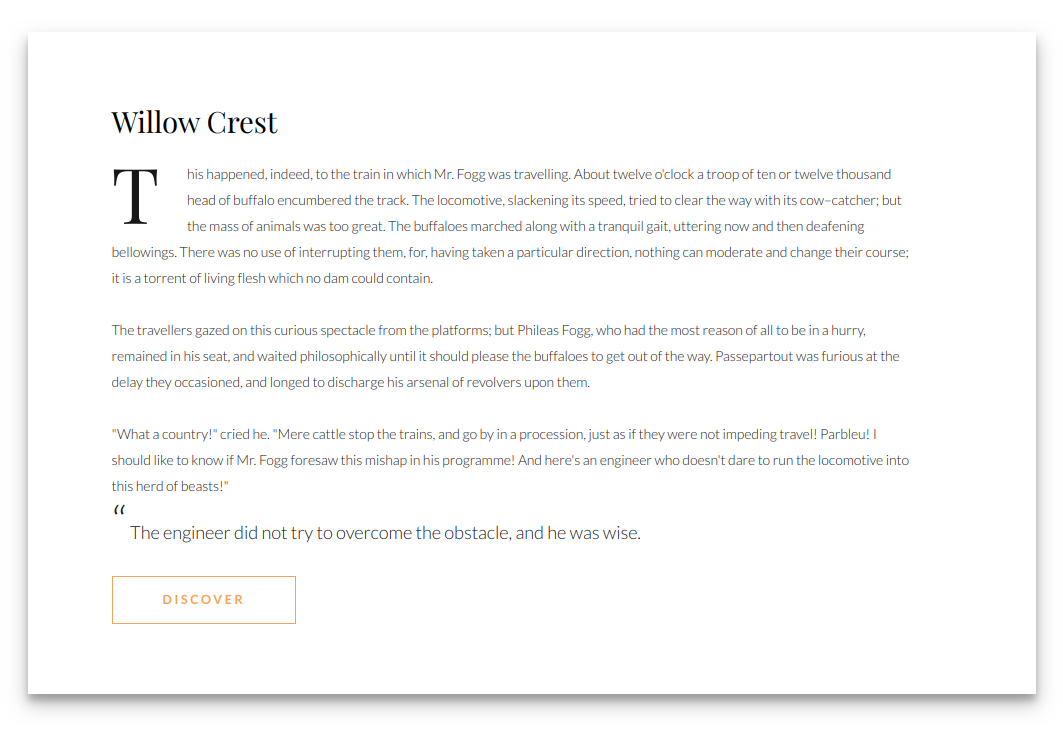 Willow Crest
This happened, indeed, to the train in which Mr. Fogg was travelling. About twelve o'clock a troop of ten or twelve thousand
head of buffalo encumbered the track. The locomotive, slackening its speed, tried to clear the way with its cow–catcher; but
the mass of animals was too great. The buffaloes marched along with a tranquil gait, uttering now and then deafening
bellowings. There was no use of interrupting them, for, having taken a particular direction, nothing can moderate and change their course;
it is a torrent of living flesh which no dam could contain.
The travellers gazed on this curious spectacle from the platforms; but Phileas Fogg, who had the most reason of all to be in a hurry,
remained in his seat, and waited philosophically until it should please the buffaloes to get out of the way. Passepartout was furious at the
delay they occasioned, and longed to discharge his arsenal of revolvers upon them.
"What a country!" cried he. "Mere cattle stop the trains, and go by in a procession, just as if they were not impeding travel! Parbleu! I
should like to know if Mr. Fogg foresaw this mishap in his programme! And here's an engineer who doesn't dare to run the locomotive into
this herd of beasts!"
“
The engineer did not try to overcome the obstacle, and he was wise.
DISCOVER